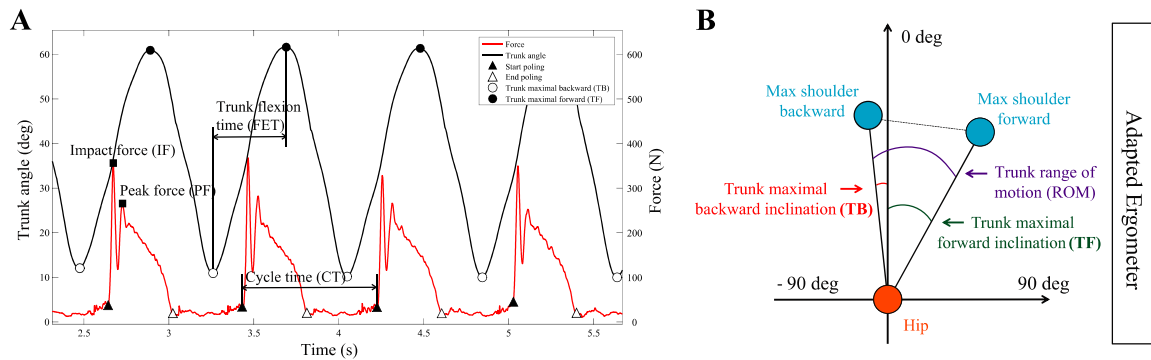 A
Force
Trunk angle
Start poling
End poling
Trunk maximal backward (TB)
Trunk maximal forward (TF)
Trunk flexion
time (FET)
Impact force (IF)
Peak force (PF)
Cycle time (CT)
Trunk angle (deg)
60
50
40
30
20
10
0
Force (N)
600
500
400
300
200
100
0
2.5
3
3.5
4
4.5
5
5.5
Time (s)
B
0 deg
Max shoulder
backward
Max shoulder
forward
Trunk range of
motion (ROM)
Trunk maximal
backward inclination (TB)
Trunk maximal
forward inclination (TF)
- 90 deg
90 deg
Hip
Adapted Ergometer